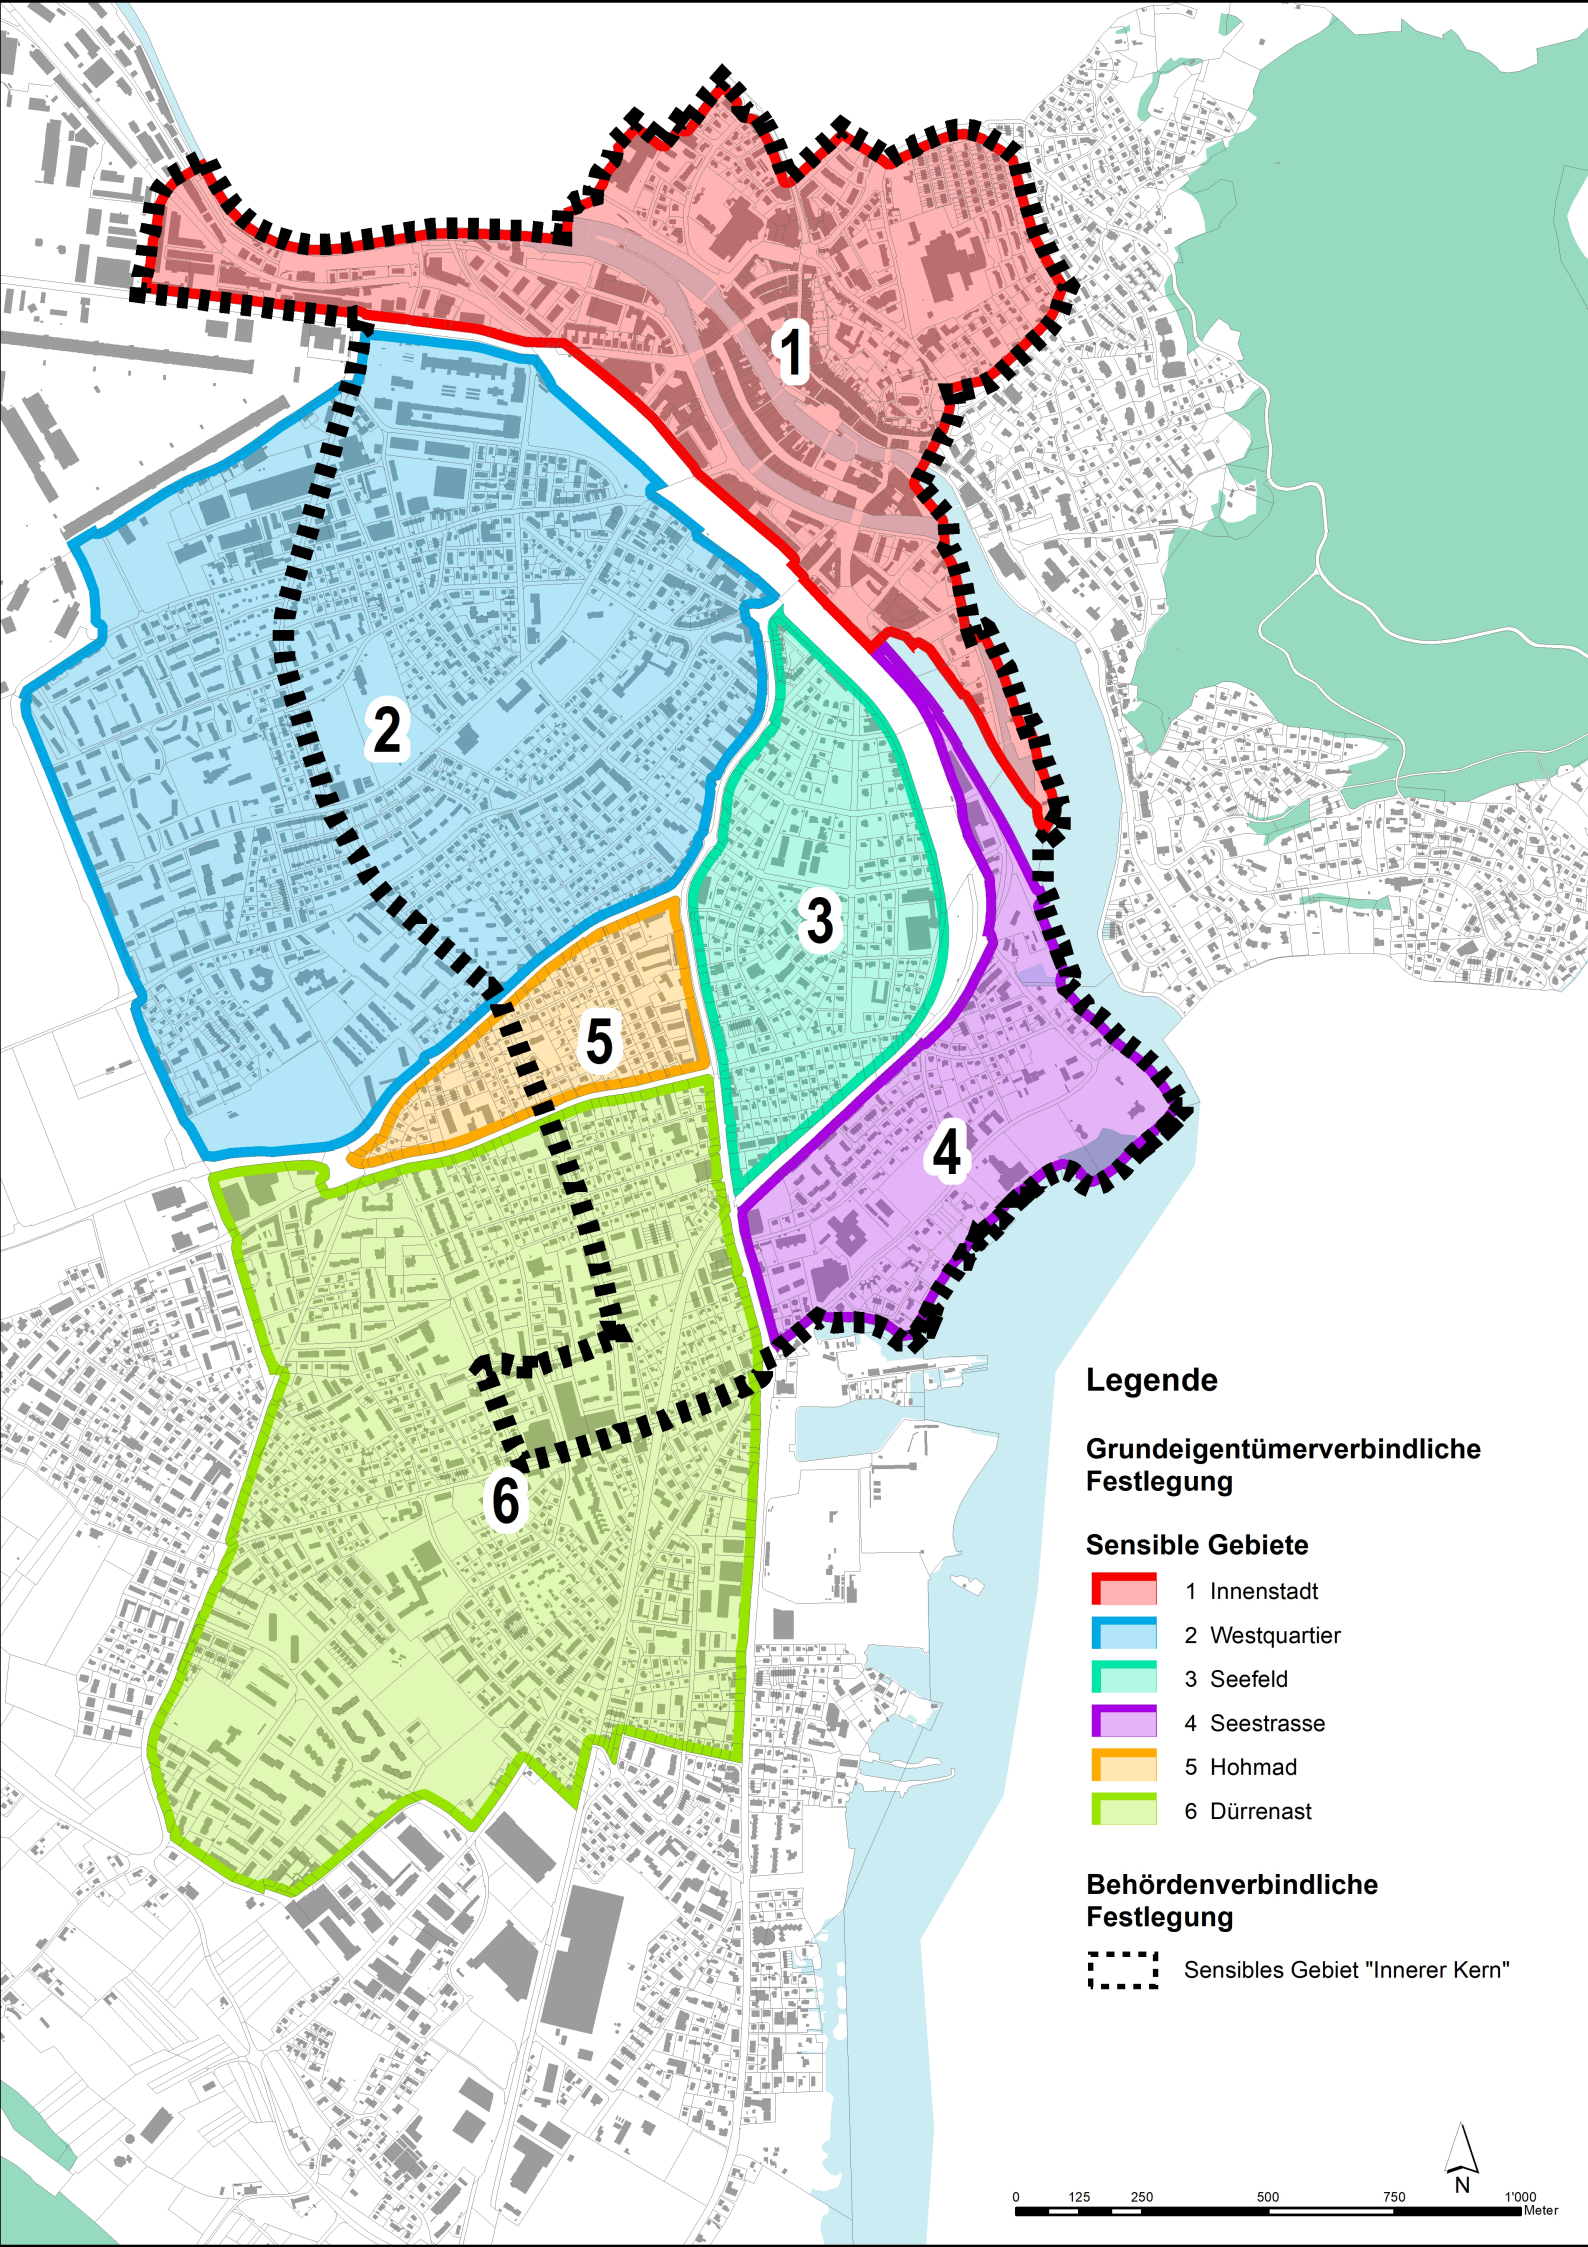 1
2
3
5
4
6
Legende
Grundeigentümerverbindliche
Festlegung
Sensible Gebiete
1 Innenstadt
2 Westquartier
3 Seefeld
4 Seestrasse
5 Hohmad
6 Dürrenast
Behördenverbindliche
Festlegung
Sensibles Gebiet "Innerer Kern"
N
0 125 250 500 750 1'000
Meter